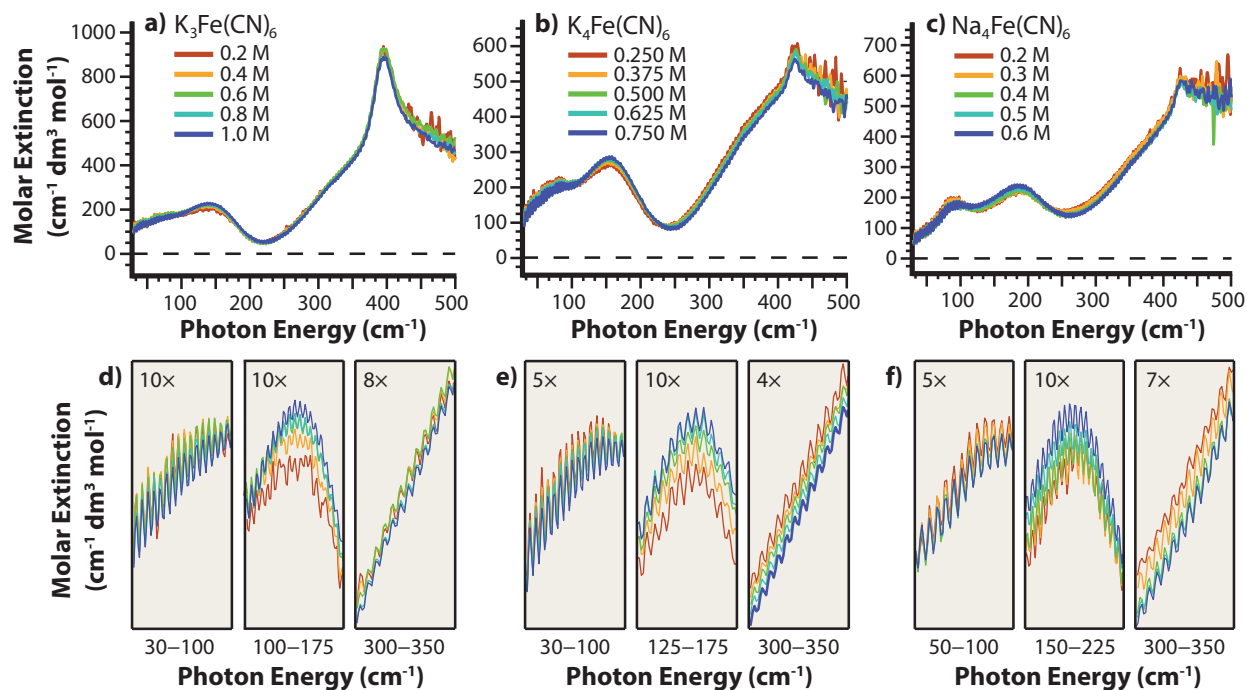 a) K3Fe(CN)6
0.2 M
0.4 M
0.6 M
0.8 M
1.0 M
1000
800
600
400
200
0
100
200
300
400
500
Photon Energy (cm-1)
Molar Extinction
(cm-1 dm3 mol-1)
b) K4Fe(CN)6
0.250 M
0.375 M
0.500 M
0.625 M
0.750 M
600
500
400
300
200
100
0
100
200
300
400
500
Photon Energy (cm-1)
c) Na4Fe(CN)6
0.2 M
0.3 M
0.4 M
0.5 M
0.6 M
700
600
500
400
300
200
100
0
100
200
300
400
500
Photon Energy (cm-1)
d) 10× 10× 8×
Molar Extinction
(cm-1 dm3 mol-1)
30–100 100–175 300–350
Photon Energy (cm-1)
e) 5× 10× 4×
30–100 125–175 300–350
Photon Energy (cm-1)
f) 5× 10× 7×
50–100 150–225 300–350
Photon Energy (cm-1)